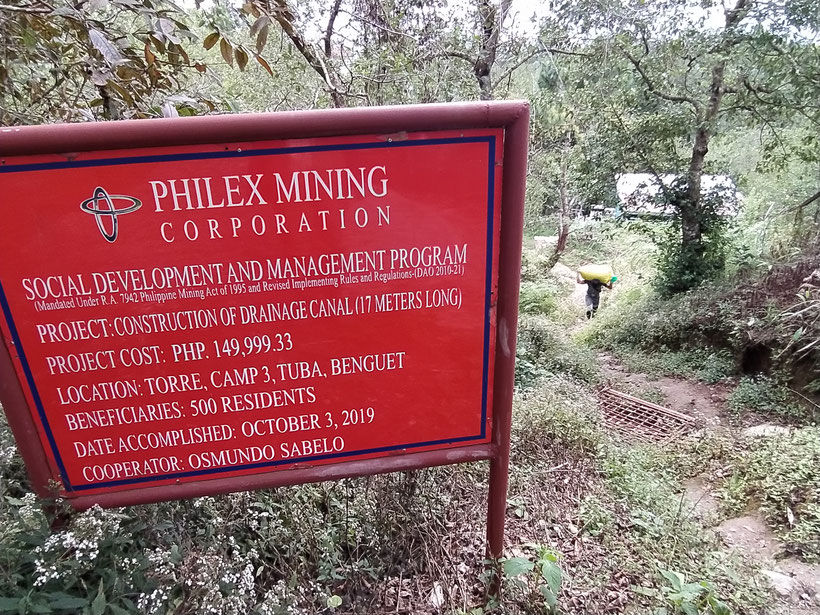 PHILEX MINING
CORPORATION
SOCIAL DEVELOPMENT AND MANAGEMENT PROGRAM
(Mandated Under R.A. 7942 Philippine Mining Act of 1995 and Revised Implementing Rules and Regulations-(DAO 2010-21)
PROJECT: CONSTRUCTION OF DRAINAGE CANAL (17 METERS LONG)
PROJECT COST: PHP. 149,999.33
LOCATION: TORRE, CAMP 3, TUBA, BENGUET
BENEFICIARIES: 500 RESIDENTS
DATE ACCOMPLISHED: OCTOBER 3, 2019
COOPERATOR: OSMUNDO SABELO